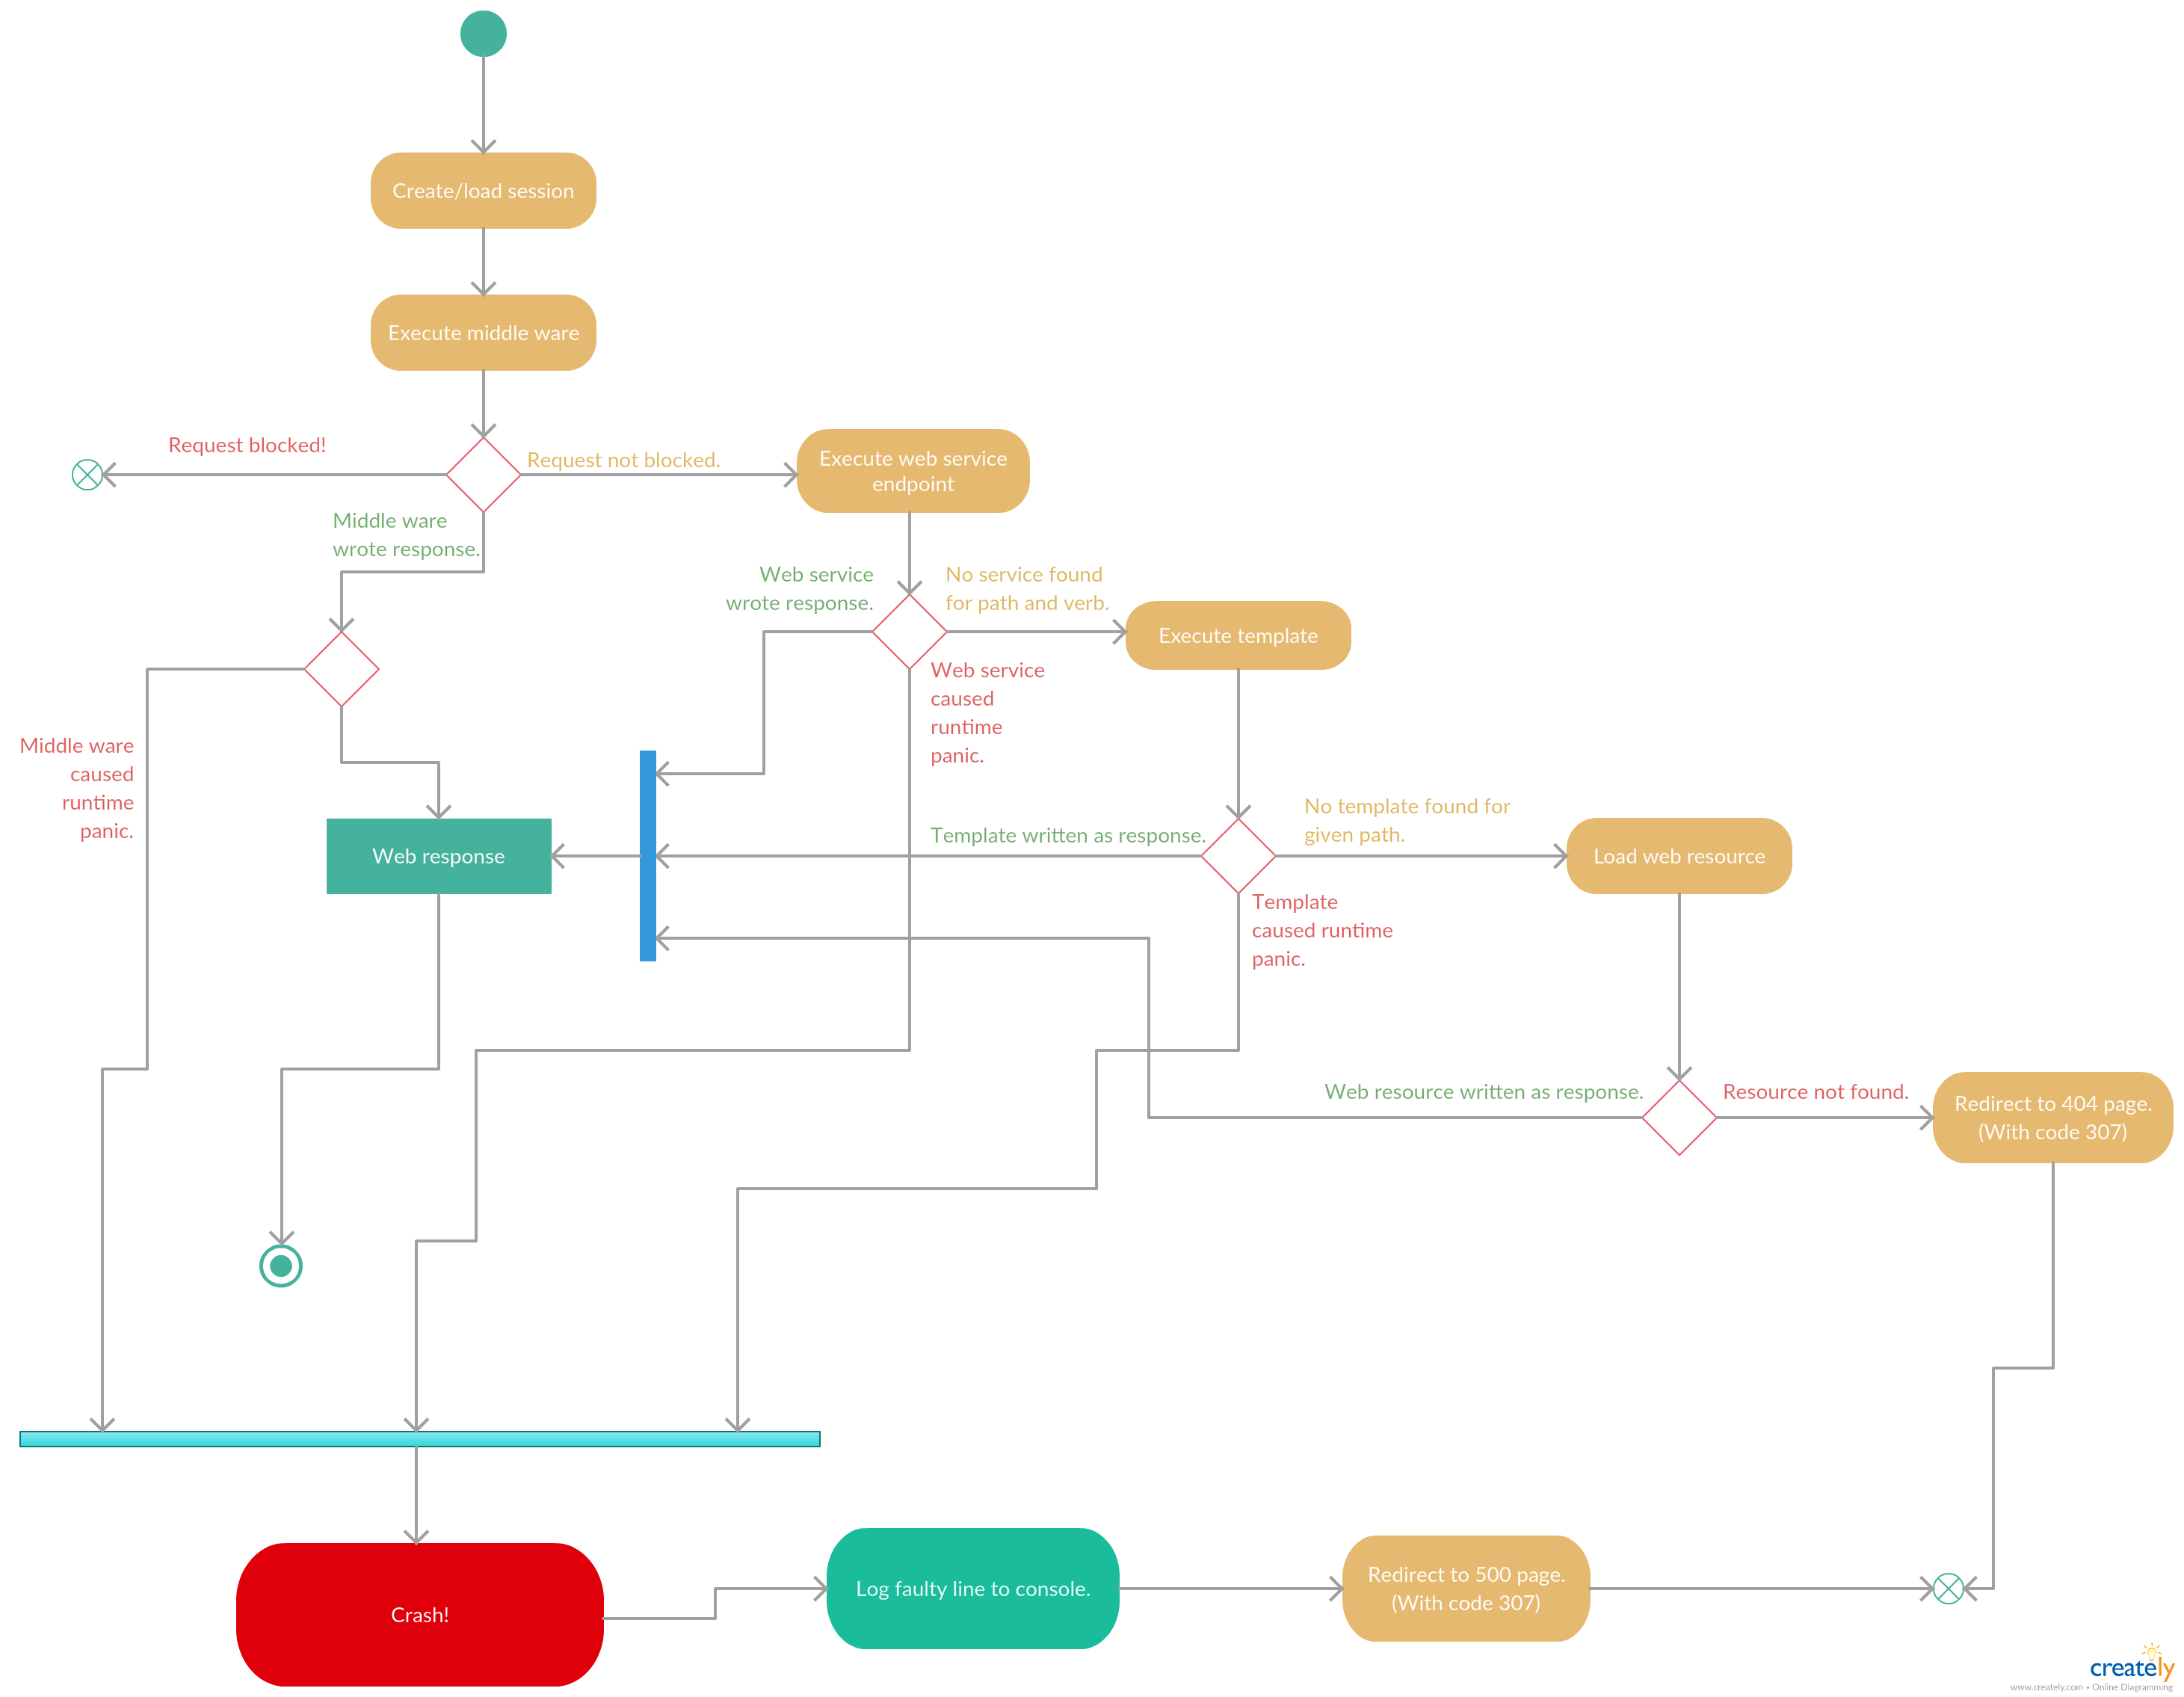 Create/load session
Execute middle ware
Request blocked!
Request not blocked.
Execute web service
endpoint
Middle ware
wrote response.
Web service
wrote response.
No service found
for path and verb.
Execute template
Web service
caused
runtime
panic.
Middle ware
caused
runtime
panic.
Web response
Template written as response.
No template found for
given path.
Load web resource
Template
caused runtime
panic.
Web resource written as response.
Resource not found.
Redirect to 404 page.
(With code 307)
Crash!
Log faulty line to console.
Redirect to 500 page.
(With code 307)
creately
www.creately.com • Online Diagramming